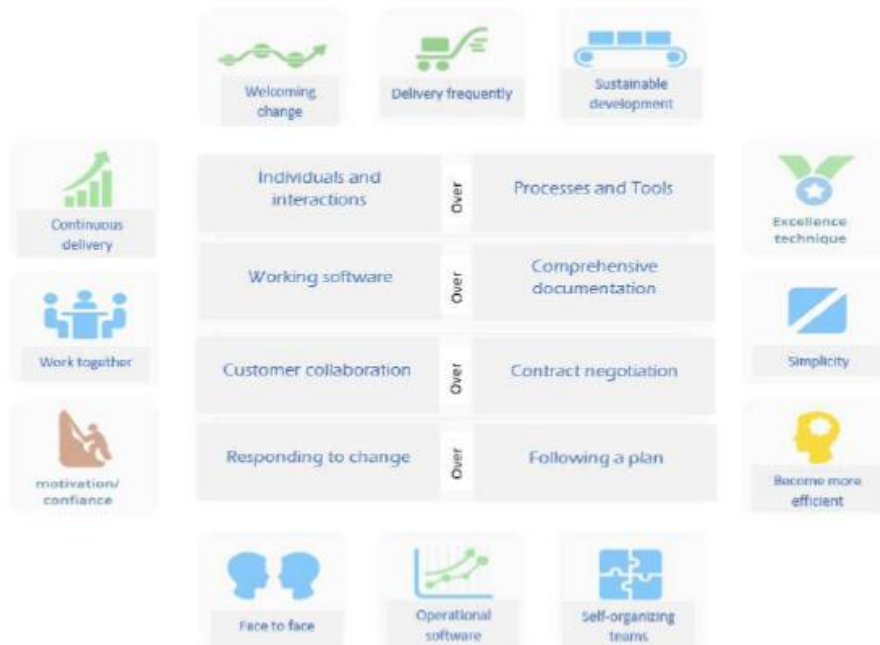 Welcoming
change
Delivery frequently
Sustainable
development
Continuous
delivery
Individuals and
interactions
Over
Processes and Tools
Excellence
technique
Working software
Over
Comprehensive
documentation
Work together
Simplicity
Customer collaboration
Over
Contract negotiation
motivation/
confiance
Responding to change
Over
Following a plan
Become more
efficient
Face to face
Operational
software
Self-organizing
teams